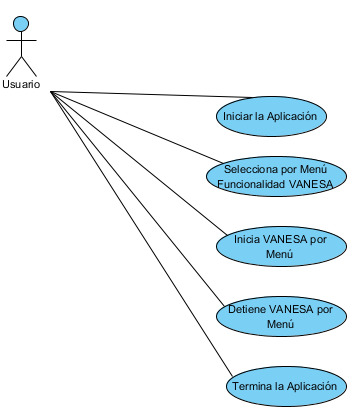 Usuario
Iniciar la Aplicación
Selecciona por Menú
Funcionalidad VANESA
Inicia VANESA por
Menú
Detiene VANESA por
Menú
Termina la Aplicación